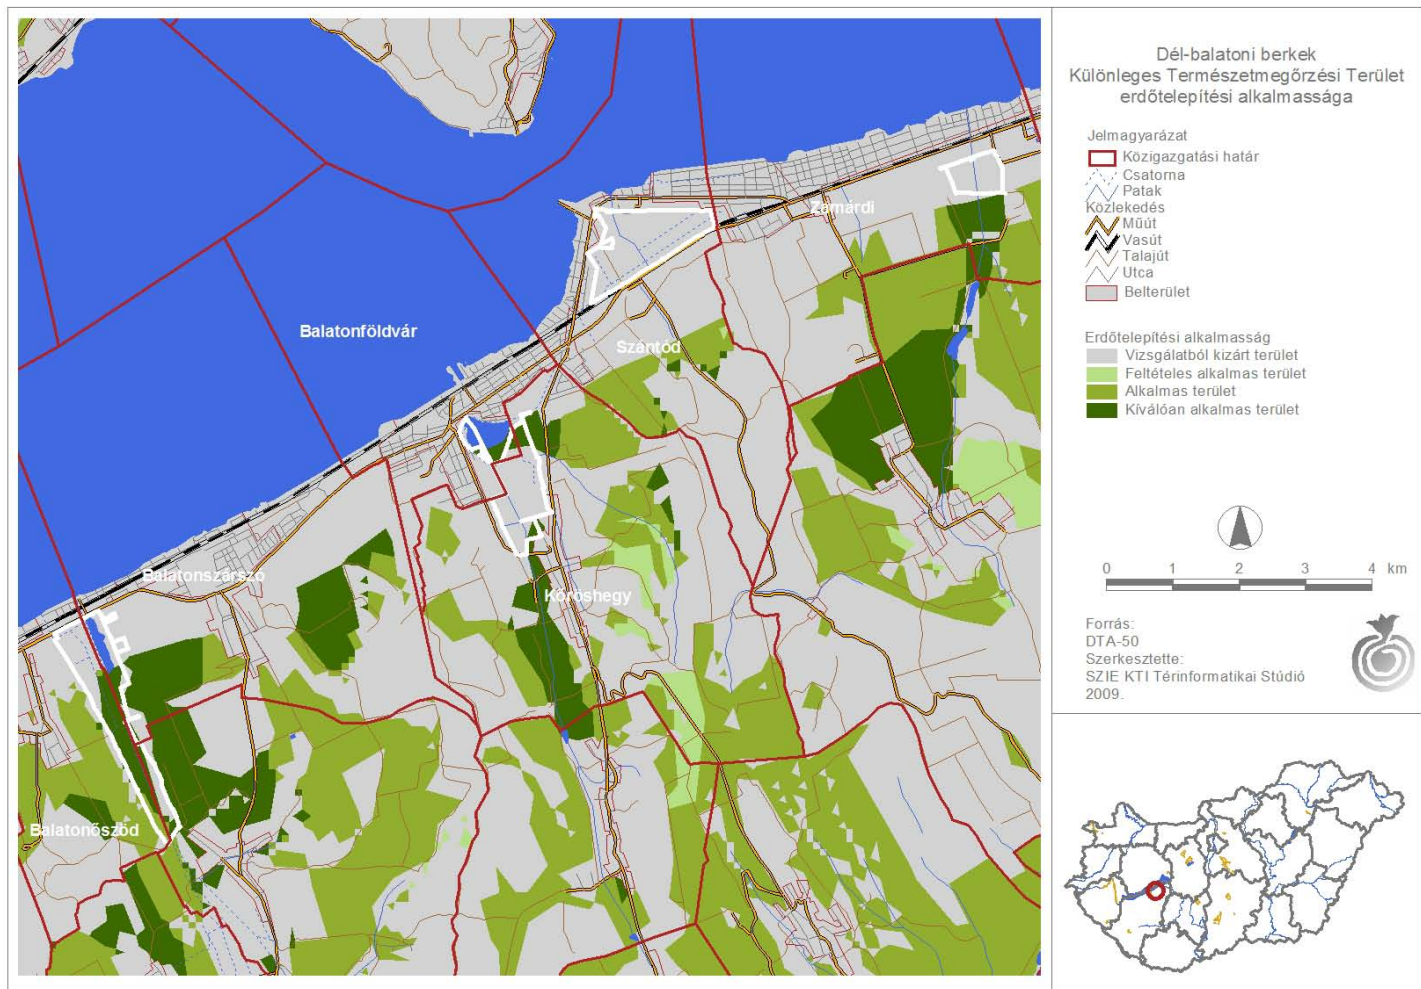 Dél-balatoni berkek
Különleges Természetmegőrzési Terület
erdőtelepítési alkalmassága
Jelmagyarázat
Közigazgatási határ
Csatorna
Patak
Közlekedés
Műút
Vasút
Talajút
Utca
Belterület
Erdőtelepítési alkalmasság
Vizsgálatból kizárt terület
Feltételes alkalmas terület
Alkalmas terület
Kíválóan alkalmas terület
0 1 2 3 4 km
Forrás:
DTA-50
Szerkesztette:
SZIE KTI Térinformatikai Stúdió
2009.
Zamárdi
Balatonföldvár
Szántód
Balatonszárszó
Kőröshegy
Balatonőszöd